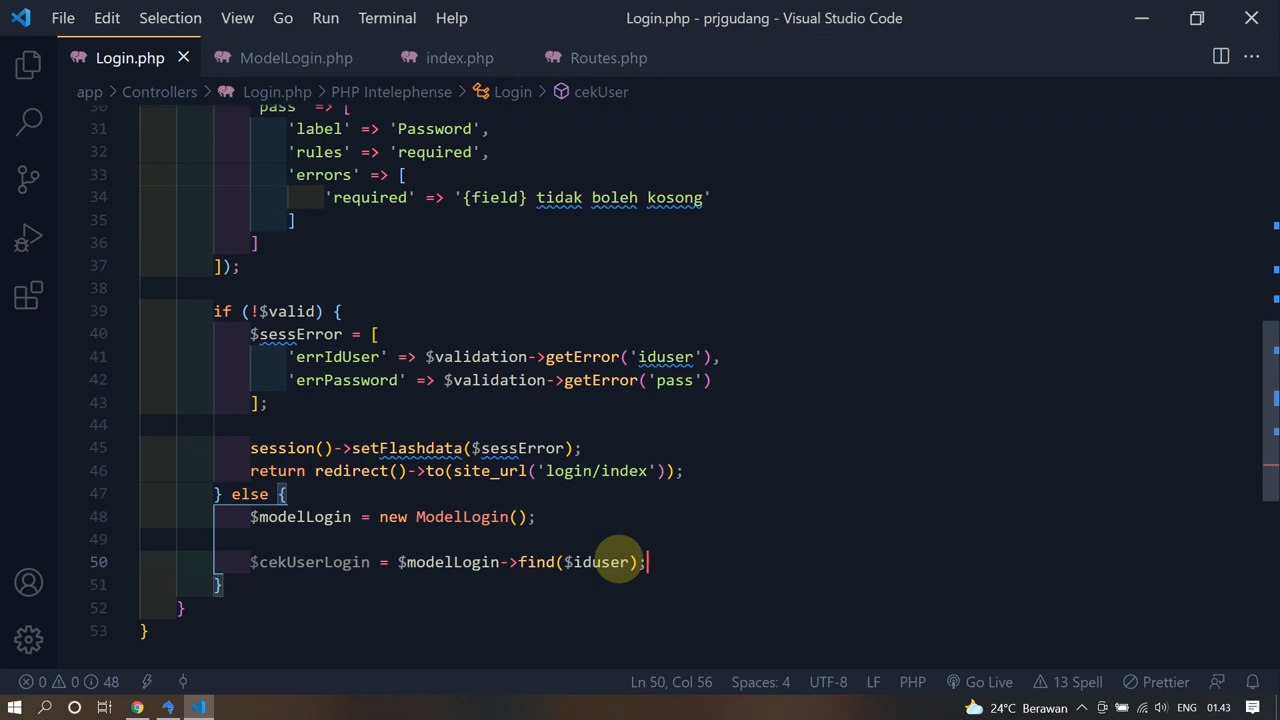 File Edit Selection View Go Run Terminal Help Login.php - prjgudang - Visual Studio Code
Login.php ModelLogin.php index.php Routes.php
app Controllers Login.php PHP Intelephense Login cekUser
30 'pass' => [
31 'label' => 'Password',
32 'rules' => 'required',
33 'errors' => [
34 'required' => '{field} tidak boleh kosong'
35 ]
36 ]
37 ]);
38
39 if (!$valid) {
40 $sessError = [
41 'errIdUser' => $validation->getError('iduser'),
42 'errPassword' => $validation->getError('pass')
43 ];
44
45 session()->setFlashdata($sessError);
46 return redirect()->to(site_url('login/index'));
47 } else {
48 $modelLogin = new ModelLogin();
49
50 $cekUserLogin = $modelLogin->find($iduser);
51 }
52 }
53 }
0 0 48 Ln 50, Col 56 Spaces: 4 UTF-8 LF PHP Go Live 13 Spell Prettier
24°C Berawan ENG 01.43